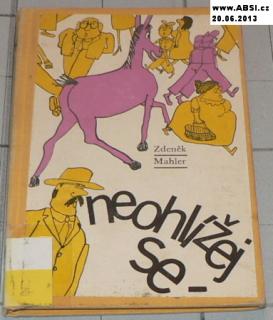 www.ABSI.cz
20.06.2013
Zdeněk
Mahler
neohlížej
se-